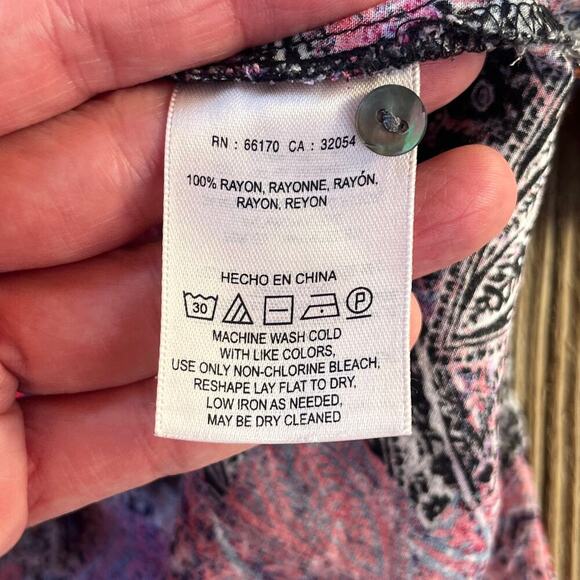 RN : 66170 CA : 32054
100% RAYON, RAYONNE, RAYÓN,
RAYON, REYON
HECHO EN CHINA
30 P
MACHINE WASH COLD
WITH LIKE COLORS,
USE ONLY NON-CHLORINE BLEACH,
RESHAPE LAY FLAT TO DRY,
LOW IRON AS NEEDED,
MAY BE DRY CLEANED